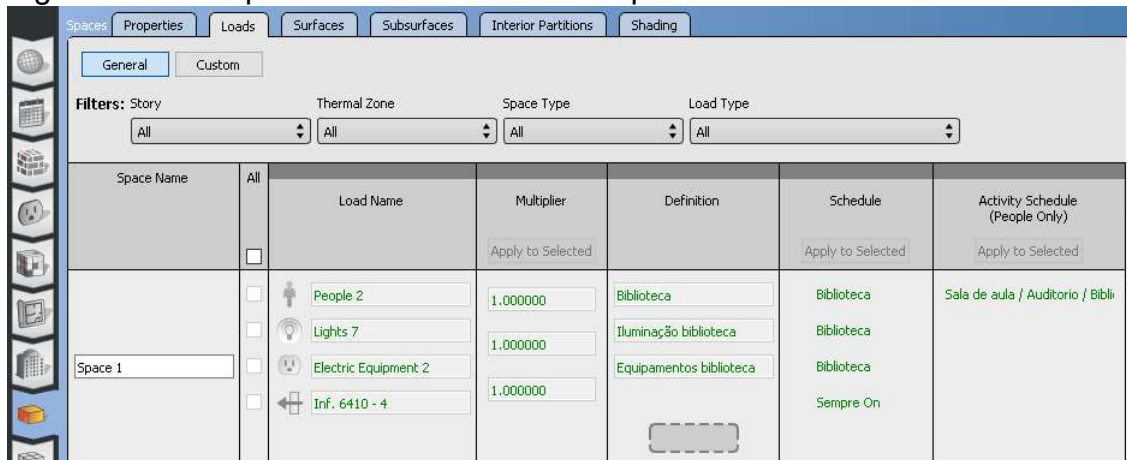 Spaces Properties Loads Surfaces Subsurfaces Interior Partitions Shading
General Custom
Filters: Story Thermal Zone Space Type Load Type
All All All All
Space Name All Load Name Multiplier Definition Schedule Activity Schedule
(People Only)
Apply to Selected Apply to Selected Apply to Selected
People 2 1.000000 Biblioteca Biblioteca Sala de aula / Auditorio / Bibli
Lights 7 1.000000 Iluminação biblioteca Biblioteca
Space 1 Electric Equipment 2 1.000000 Equipamentos biblioteca Biblioteca
Inf. 6410 - 4 Sempre On